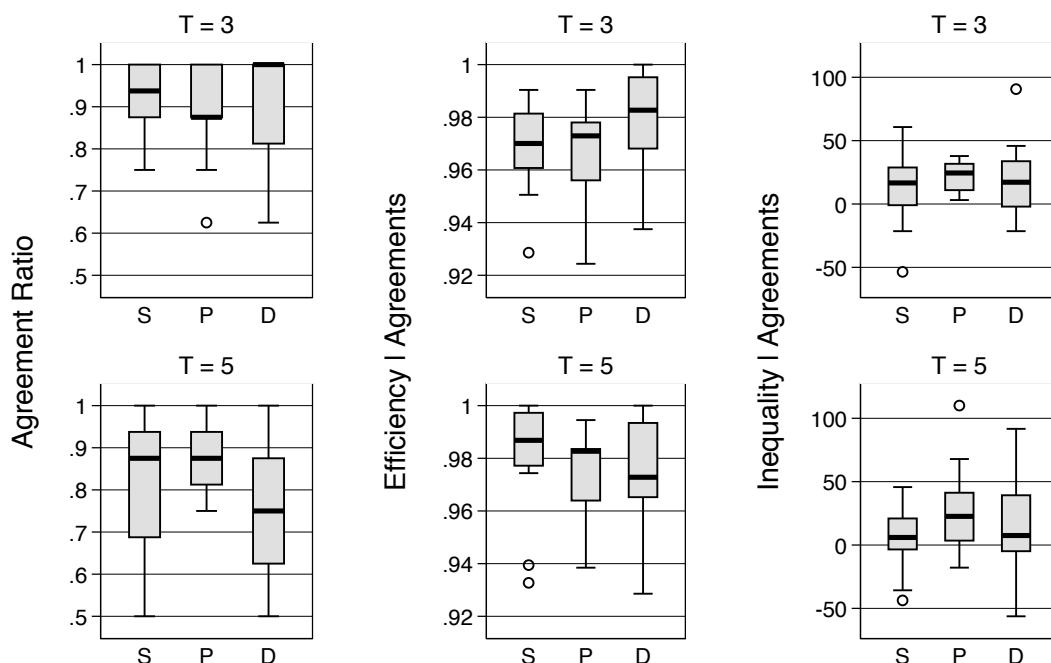 T = 3
Agreement Ratio
1
.9
.8
.7
.6
.5
S P D
T = 3
Efficiency | Agreements
1
.98
.96
.94
.92
S P D
T = 3
Inequality | Agreements
100
50
0
-50
S P D
T = 5
1
.9
.8
.7
.6
.5
S P D
T = 5
1
.98
.96
.94
.92
S P D
T = 5
100
50
0
-50
S P D